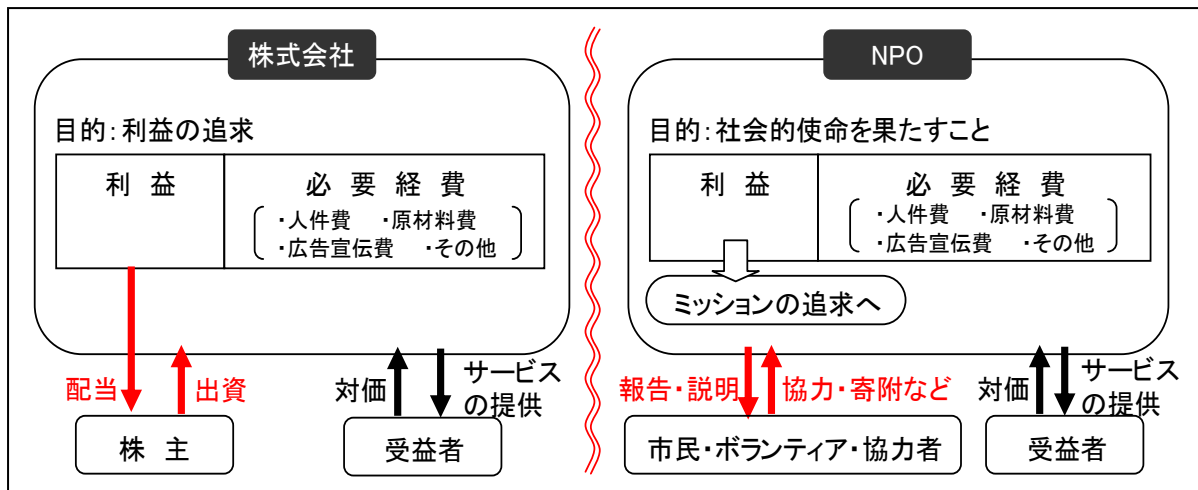 株式会社
目的：利益の追求
利 益
必 要 経 費
・人件費 ・原材料費
・広告宣伝費 ・その他
配当
出資
対価
サービス
の提供
株 主
受益者
NPO
目的：社会的使命を果たすこと
利 益
必 要 経 費
・人件費 ・原材料費
・広告宣伝費 ・その他
ミッションの追求へ
報告・説明
協力・寄附など
対価
サービス
の提供
市民・ボランティア・協力者
受益者